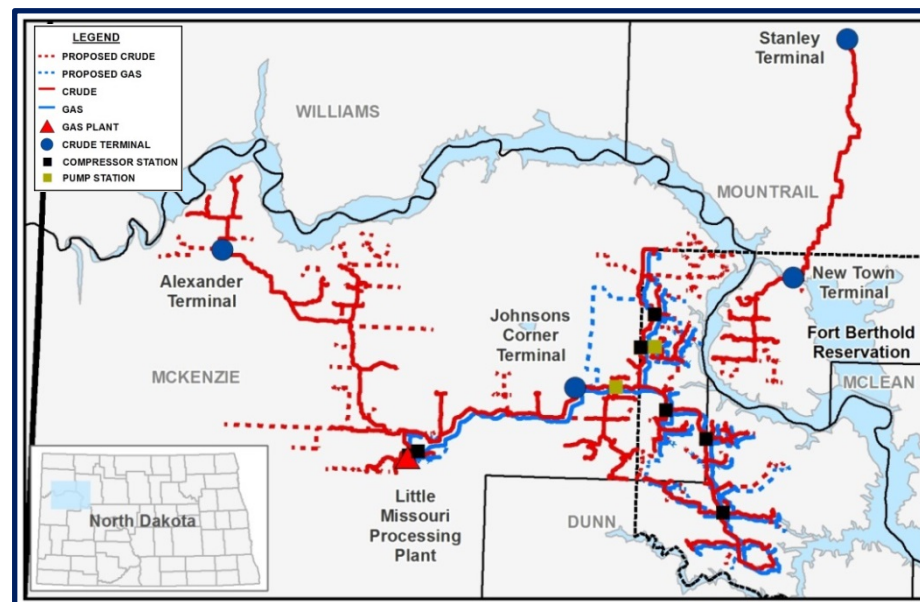 LEGEND
PROPOSED CRUDE
PROPOSED GAS
CRUDE
GAS
GAS PLANT
CRUDE TERMINAL
COMPRESSOR STATION
PUMP STATION
Stanley
Terminal
WILLIAMS
MOUNTRAIL
Alexander
Terminal
New Town
Terminal
Johnsons
Corner
Terminal
Fort Berthold
Reservation
MCKENZIE
MCLEAN
Little
Missouri
Processing
Plant
DUNN
North Dakota